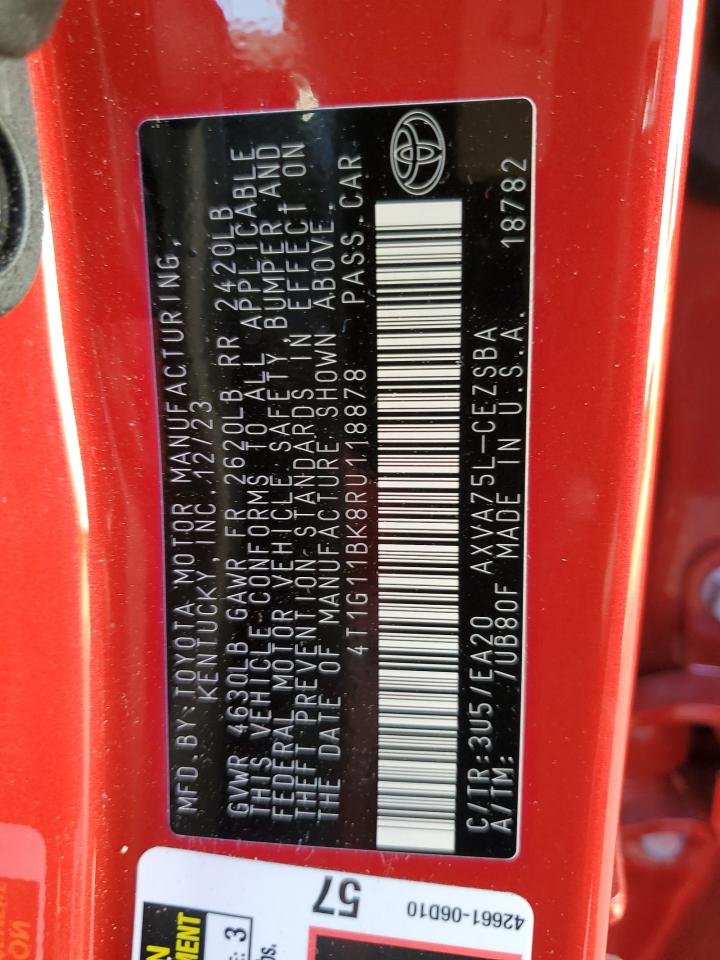 MFD. BY: TOYOTA MOTOR MANUFACTURING,
KENTUCKY, INC. 12/23
GVWR 4630LB GAWR FR 2620LB RR 2420LB
THIS VEHICLE CONFORMS TO ALL APPLICABLE
FEDERAL MOTOR VEHICLE SAFETY, BUMPER AND
THEFT PREVENTION STANDARDS IN EFFECT ON
THE DATE OF MANUFACTURE SHOWN ABOVE.
4T1G11BK8RU118878 PASS.CAR
C/TR:3U5/EA20 AXVA75L-CEZSBA
A/TM: /UB80F MADE IN U.S.A. 18782
57
42661-06D10
3